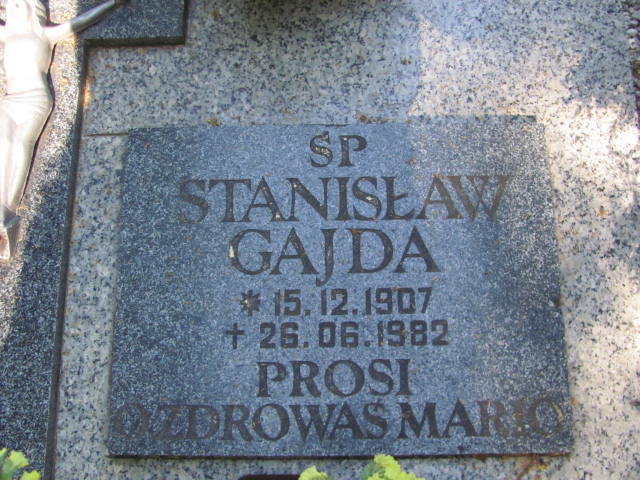 ŚP
STANISŁAW
GAJDA
* 15.12.1907
✝ 26.06.1982
PROSI
O ZDROWAŚ MARIO